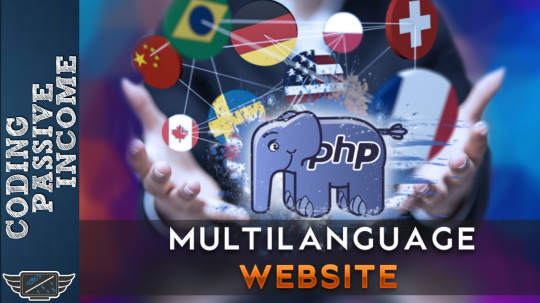 CODING
PASSIVE
INCOME
php
MULTILANGUAGE
WEBSITE